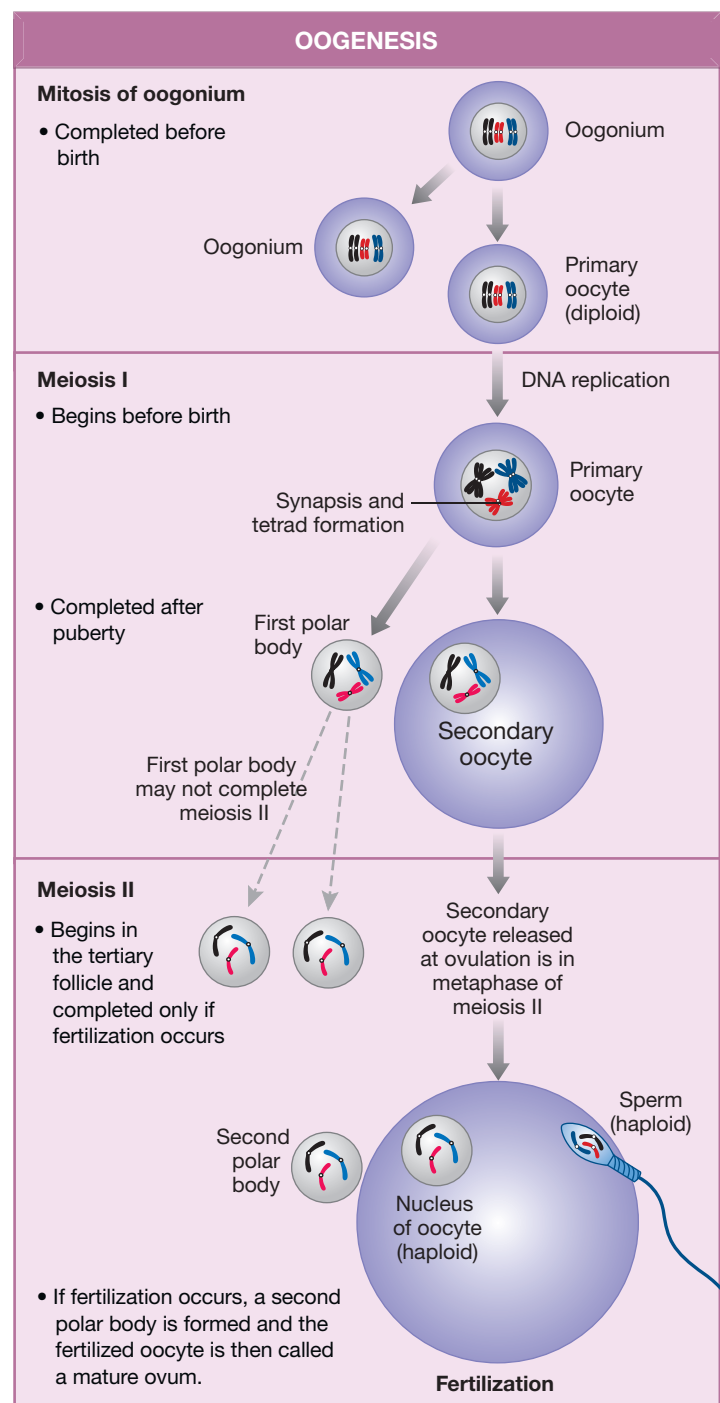 OOGENESIS
Mitosis of oogonium
• Completed before
birth
Oogonium
Oogonium
Primary
oocyte
(diploid)
Meiosis I
DNA replication
• Begins before birth
Primary
oocyte
Synapsis and
tetrad formation
• Completed after
puberty
First polar
body
Secondary
oocyte
First polar body
may not complete
meiosis II
Meiosis II
• Begins in
the tertiary
follicle and
completed only if
fertilization occurs
Secondary
oocyte released
at ovulation is in
metaphase of
meiosis II
Sperm
(haploid)
Second
polar
body
Nucleus
of oocyte
(haploid)
• If fertilization occurs, a second
polar body is formed and the
fertilized oocyte is then called
a mature ovum.
Fertilization